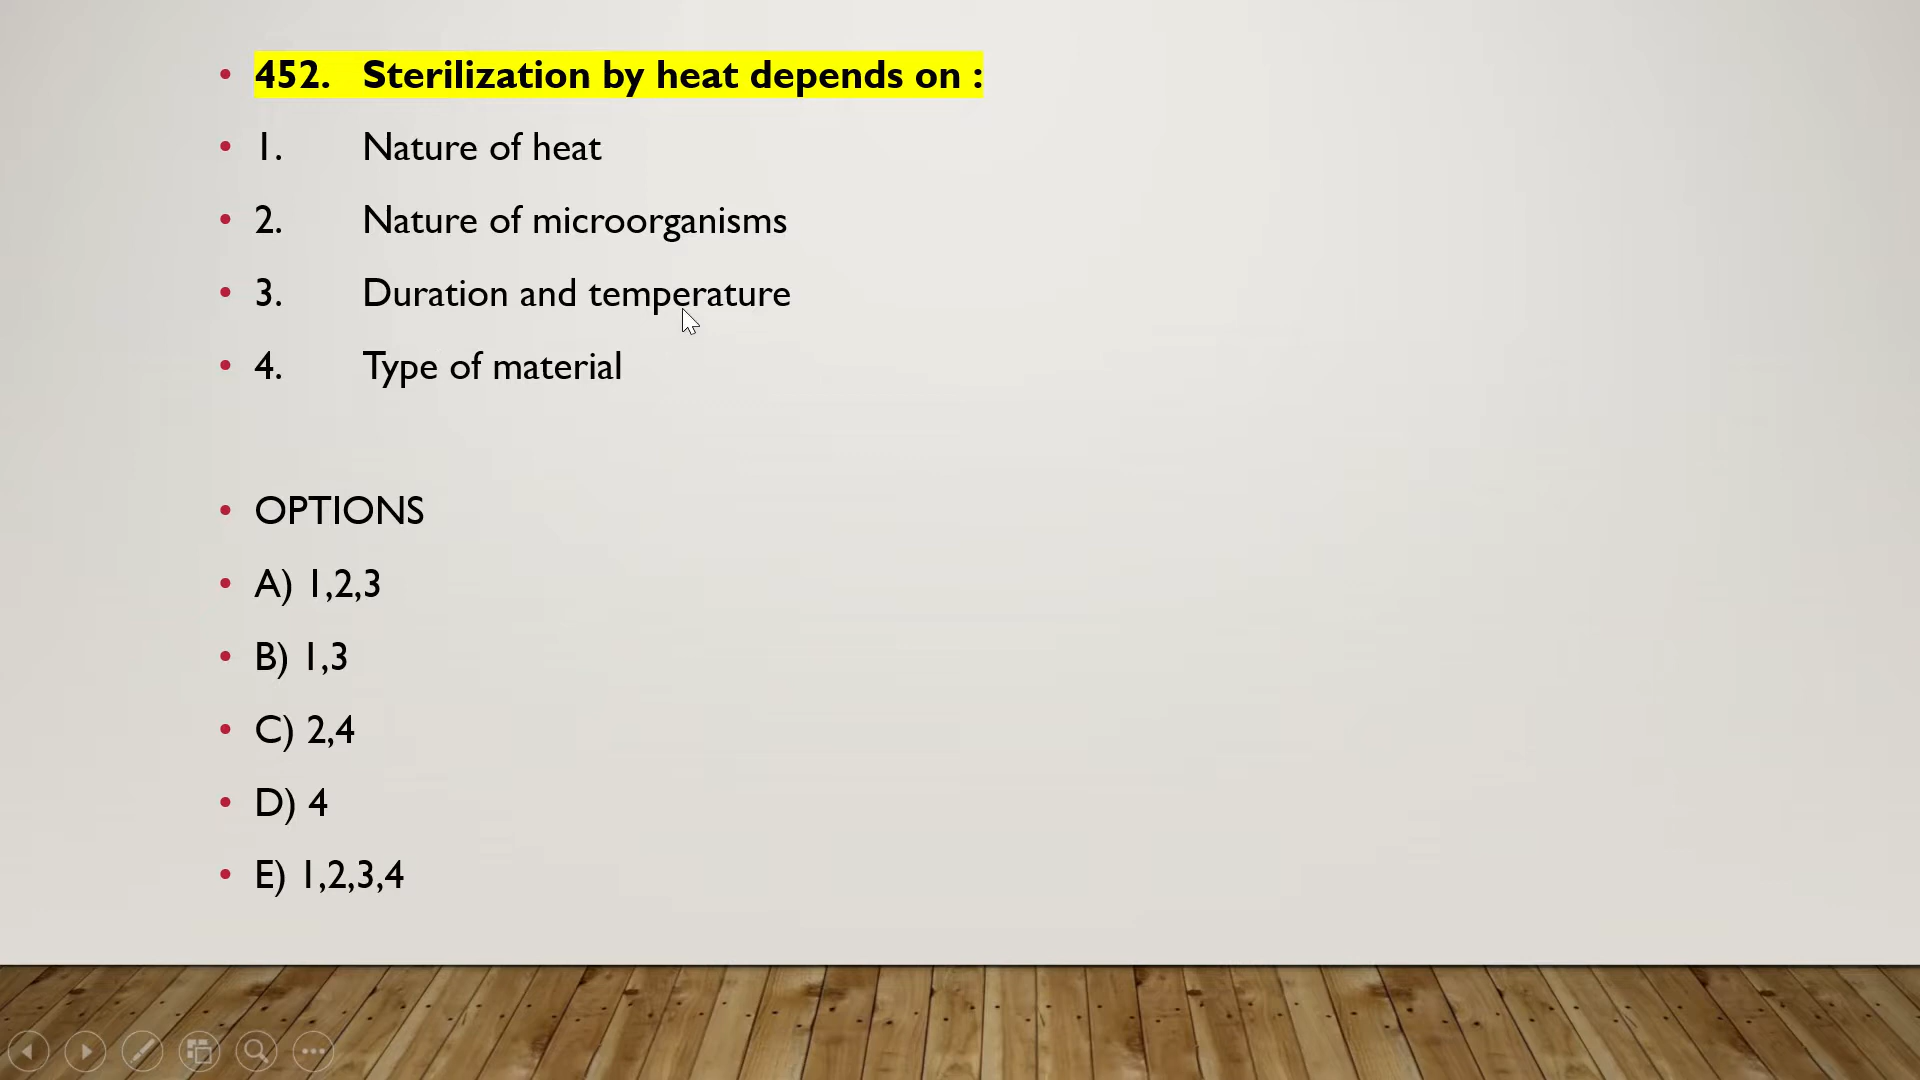 452. Sterilization by heat depends on :
1. Nature of heat
2. Nature of microorganisms
3. Duration and temperature
4. Type of material
OPTIONS
A) 1,2,3
B) 1,3
C) 2,4
D) 4
E) 1,2,3,4